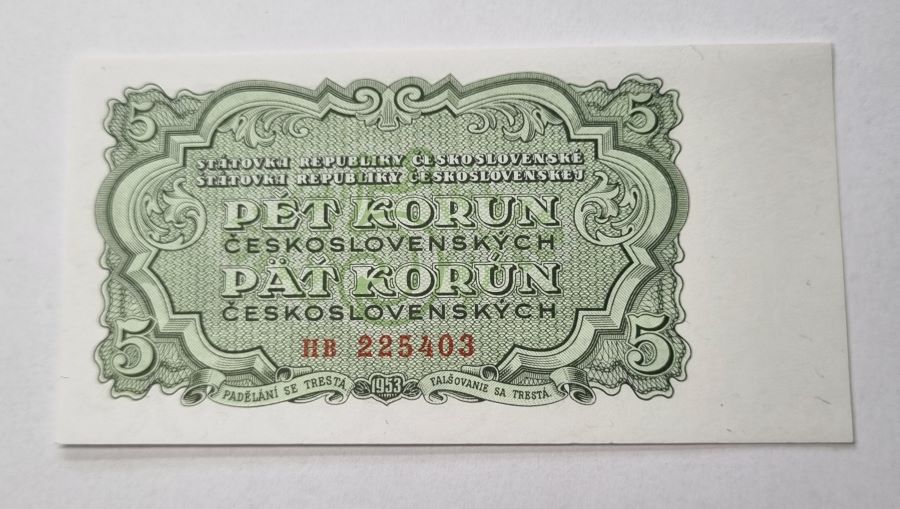 5 5
STÁTOVKA REPUBLIKY ČESKOSLOVENSKÉ
ŠTÁTOVKA REPUBLIKY ČESKOSLOVENSKEJ
PĚT KORUN
ČESKOSLOVENSKÝCH
PÄŤ KORÚN
ČESKOSLOVENSKÝCH
HB 225403
5 5
PADĚLÁNÍ SE TRESTÁ 1953 FALŠOVANIE SA TRESTÁ